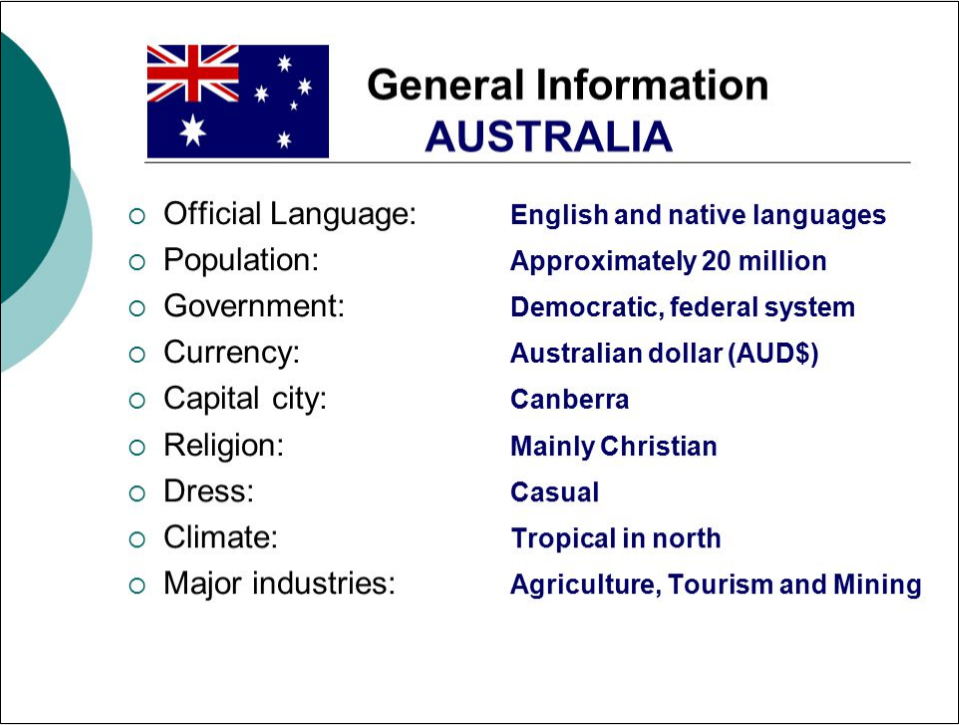 General Information
AUSTRALIA
Official Language: English and native languages
Population: Approximately 20 million
Government: Democratic, federal system
Currency: Australian dollar (AUD$)
Capital city: Canberra
Religion: Mainly Christian
Dress: Casual
Climate: Tropical in north
Major industries: Agriculture, Tourism and Mining